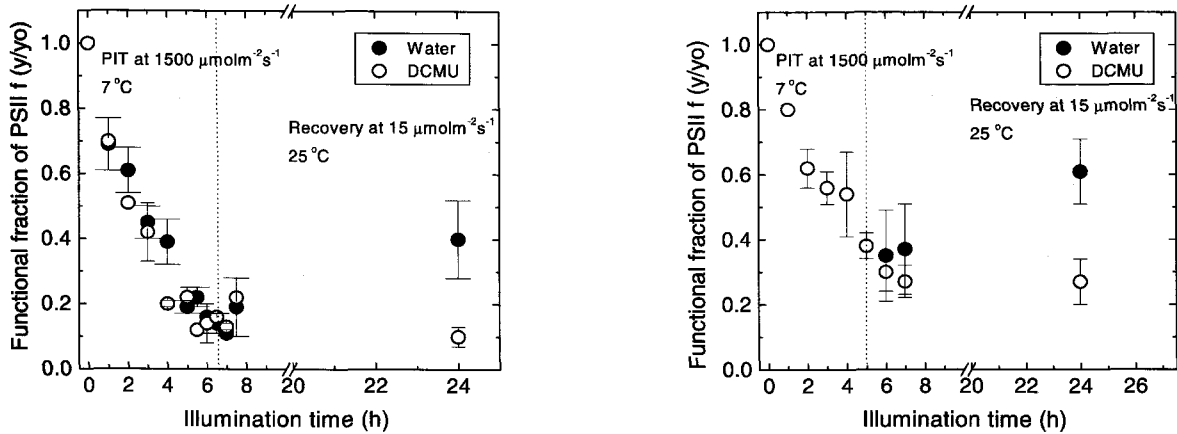 Functional fraction of PSII f (y/yo)
1.0
0.8
0.6
0.4
0.2
0.0
PIT at 1500 μmolm⁻²s⁻¹
7 °C
Water
DCMU
Recovery at 15 μmolm⁻²s⁻¹
25 °C
0 2 4 6 8 20 22 24
Illumination time (h)
Functional fraction of PSII f (y/yo)
1.0
0.8
0.6
0.4
0.2
0.0
PIT at 1500 μmolm⁻²s⁻¹
7 °C
Water
DCMU
Recovery at 15 μmolm⁻²s⁻¹
25 °C
0 2 4 6 8 20 22 24 26
Illumination time (h)